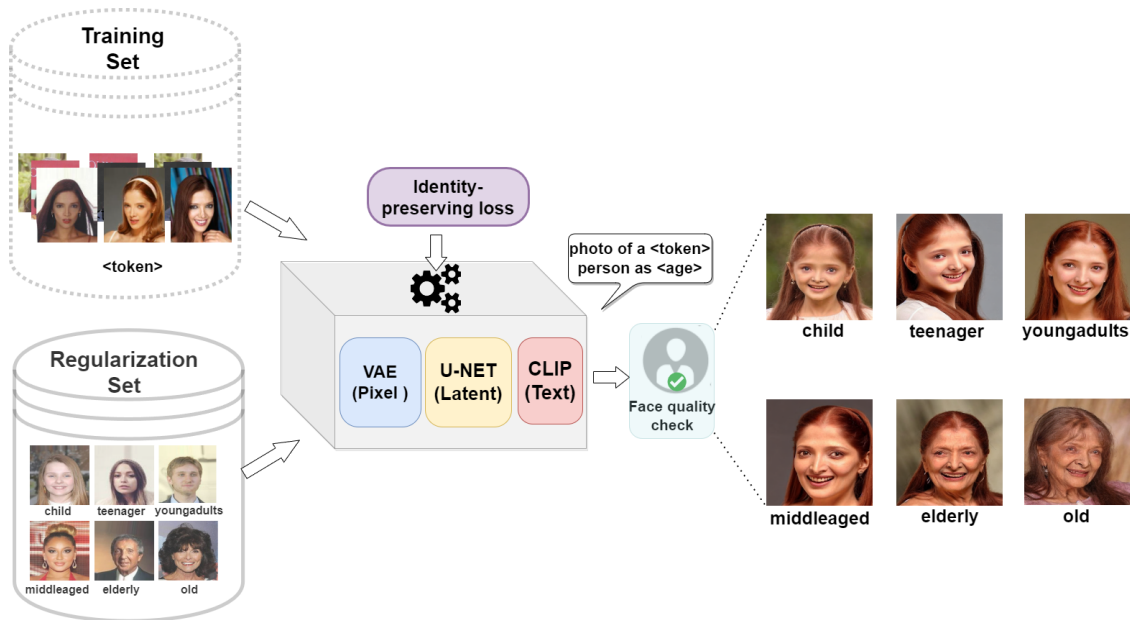 Training
Set
<token>
Identity-
preserving loss
photo of a <token>
person as <age>
VAE
(Pixel )
U-NET
(Latent)
CLIP
(Text)
Face quality
check
Regularization
Set
child
teenager
youngadults
middleaged
elderly
old
child
teenager
youngadults
middleaged
elderly
old